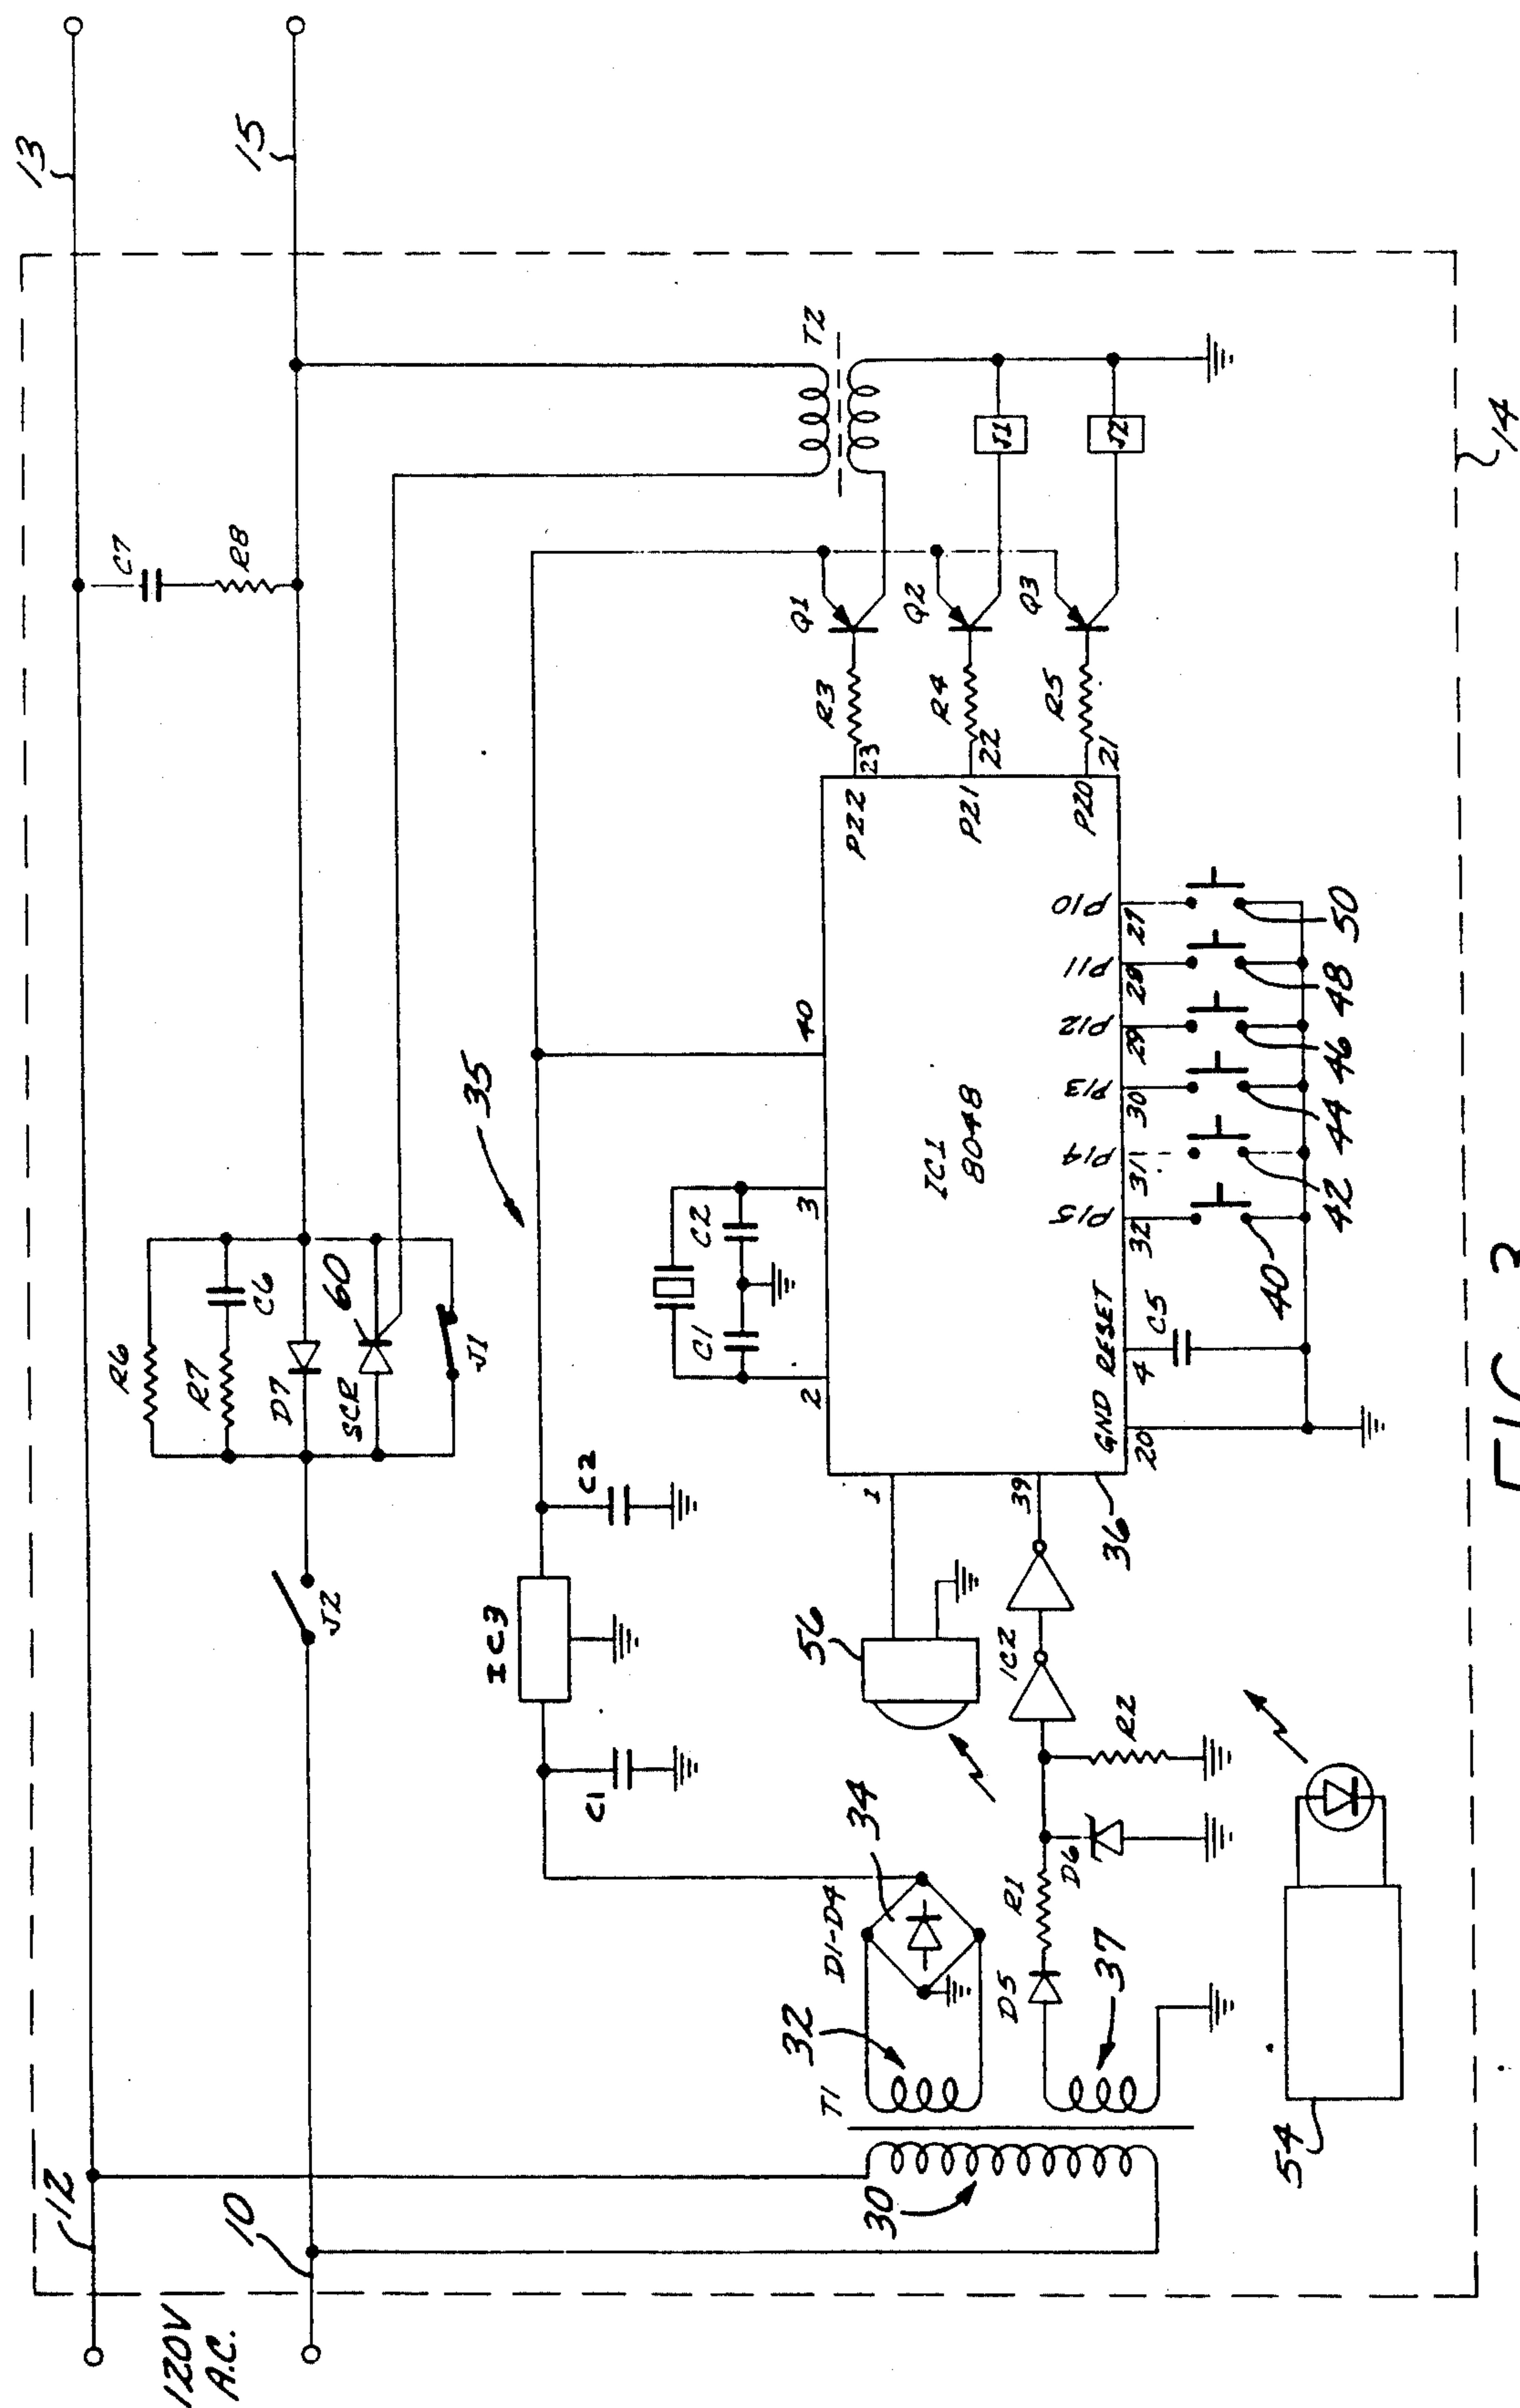 13
15
C7
R8
R6
R7
C6
D7
60
SCR
J1
J2
12
10
120V
A.C.
35
IC3
C1
C2
C1
C2
2
3
40
IC1
8048
P22
23
R3
Q1
T2
P21
22
R4
Q2
J1
P20
21
R5
Q3
J2
GND
20
RESET
4
C5
P15
32
P14
31
P13
30
P12
29
P11
28
P10
27
40
42
44
46
48
50
1
39
36
56
IC2
R2
D6
R1
D5
D1-D4
34
32
37
T1
30
54
14
FIG. 3